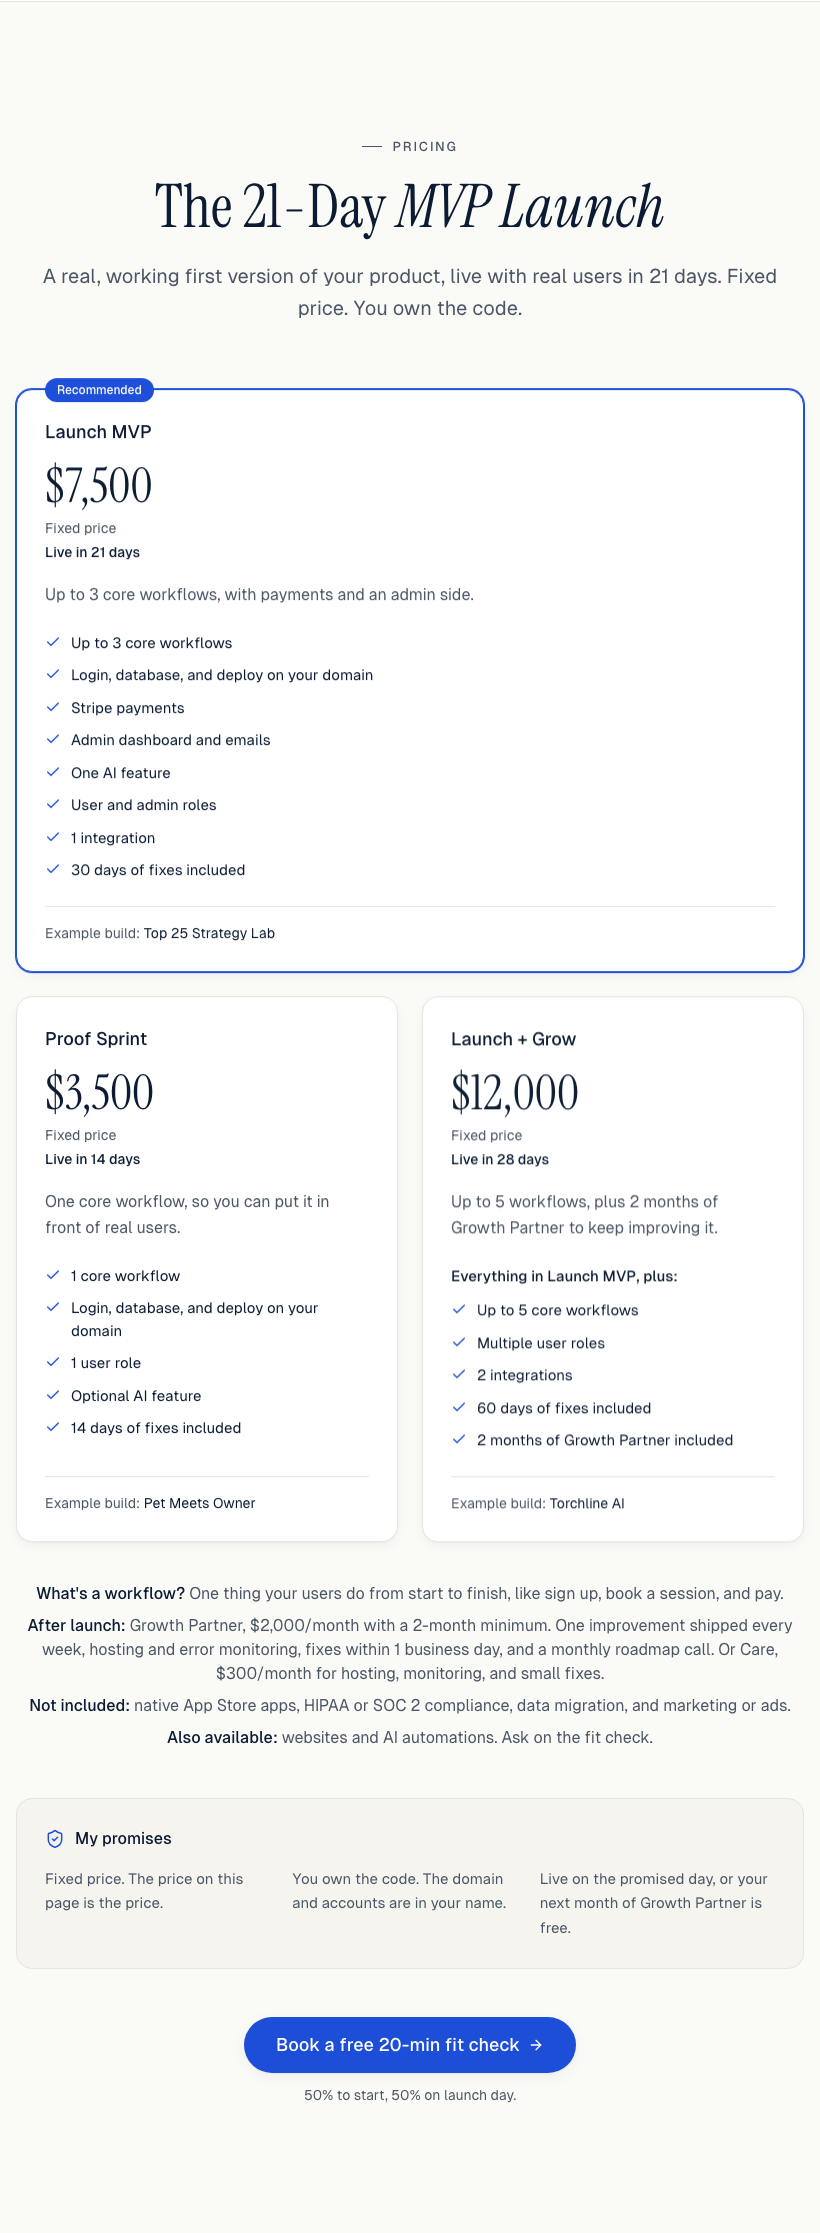 PRICING
The 21-Day MVP Launch
A real, working first version of your product, live with real users in 21 days. Fixed
price. You own the code.
Recommended
Launch MVP
$7,500
Fixed price
Live in 21 days
Up to 3 core workflows, with payments and an admin side.
Up to 3 core workflows
Login, database, and deploy on your domain
Stripe payments
Admin dashboard and emails
One AI feature
User and admin roles
1 integration
30 days of fixes included
Example build: Top 25 Strategy Lab
Proof Sprint
$3,500
Fixed price
Live in 14 days
One core workflow, so you can put it in
front of real users.
1 core workflow
Login, database, and deploy on your
domain
1 user role
Optional AI feature
14 days of fixes included
Example build: Pet Meets Owner
Launch + Grow
$12,000
Fixed price
Live in 28 days
Up to 5 workflows, plus 2 months of
Growth Partner to keep improving it.
Everything in Launch MVP, plus:
Up to 5 core workflows
Multiple user roles
2 integrations
60 days of fixes included
2 months of Growth Partner included
Example build: Torchline AI
What's a workflow? One thing your users do from start to finish, like sign up, book a session, and pay.
After launch: Growth Partner, $2,000/month with a 2-month minimum. One improvement shipped every
week, hosting and error monitoring, fixes within 1 business day, and a monthly roadmap call. Or Care,
$300/month for hosting, monitoring, and small fixes.
Not included: native App Store apps, HIPAA or SOC 2 compliance, data migration, and marketing or ads.
Also available: websites and AI automations. Ask on the fit check.
My promises
Fixed price. The price on this
page is the price.
You own the code. The domain
and accounts are in your name.
Live on the promised day, or your
next month of Growth Partner is
free.
Book a free 20-min fit check →
50% to start, 50% on launch day.